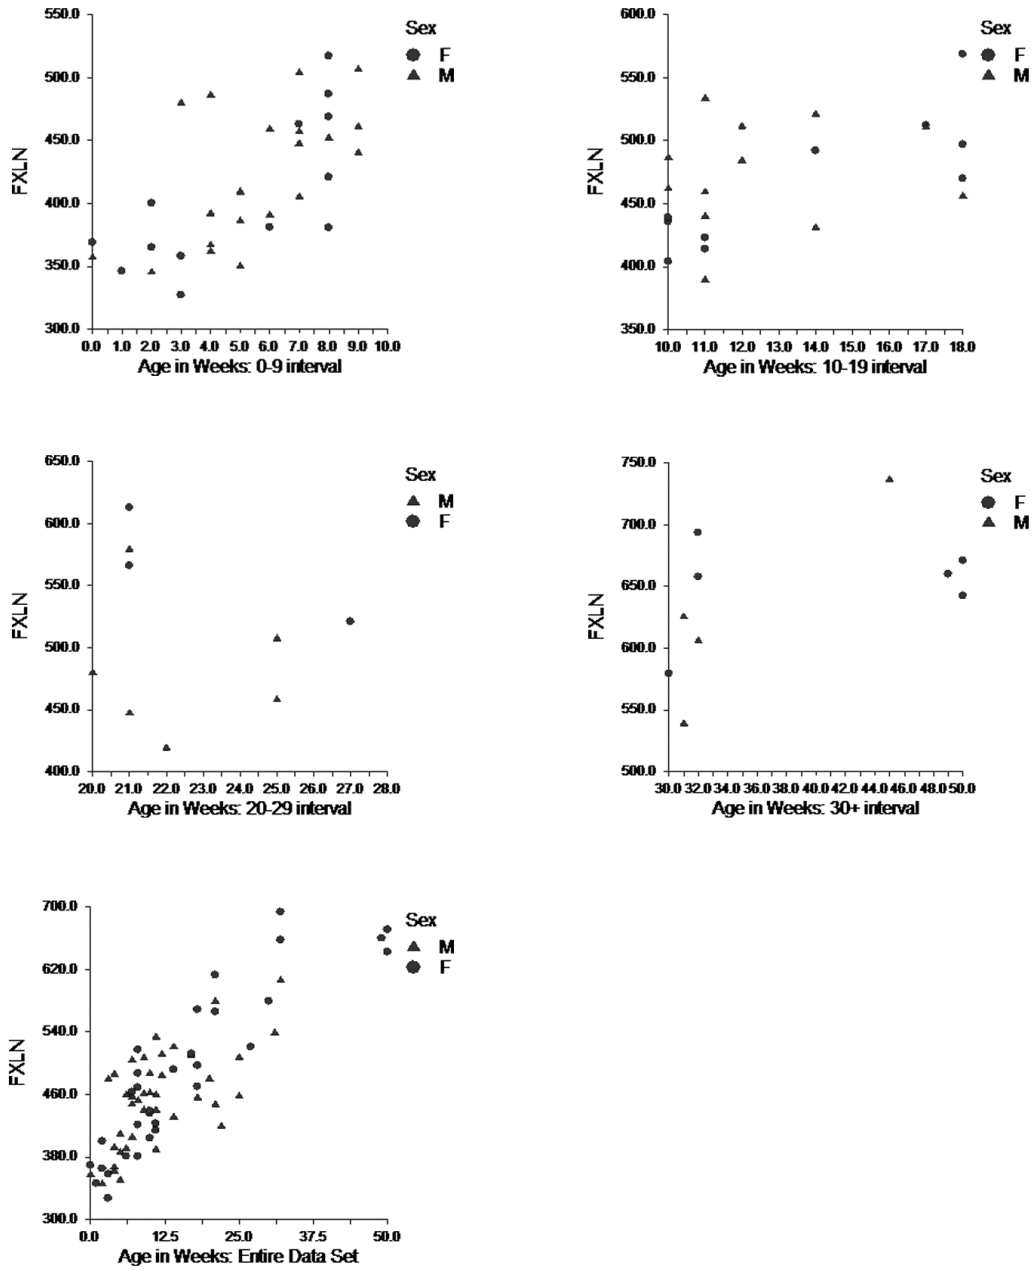 550.0
500.0
450.0
400.0
350.0
300.0
FXLN
0.0 1.0 2.0 3.0 4.0 5.0 6.0 7.0 8.0 9.0 10.0
Age in Weeks: 0-9 interval
Sex
F
M
600.0
550.0
500.0
450.0
400.0
350.0
FXLN
10.0 11.0 12.0 13.0 14.0 15.0 16.0 17.0 18.0
Age in Weeks: 10-19 interval
Sex
F
M
650.0
600.0
550.0
500.0
450.0
400.0
FXLN
20.0 21.0 22.0 23.0 24.0 25.0 26.0 27.0 28.0
Age in Weeks: 20-29 interval
Sex
M
F
750.0
700.0
650.0
600.0
550.0
500.0
FXLN
30.0 32.0 34.0 36.0 38.0 40.0 42.0 44.0 46.0 48.0 50.0
Age in Weeks: 30+ interval
Sex
F
M
700.0
620.0
540.0
460.0
380.0
300.0
FXLN
0.0 12.5 25.0 37.5 50.0
Age in Weeks: Entire Data Set
Sex
M
F